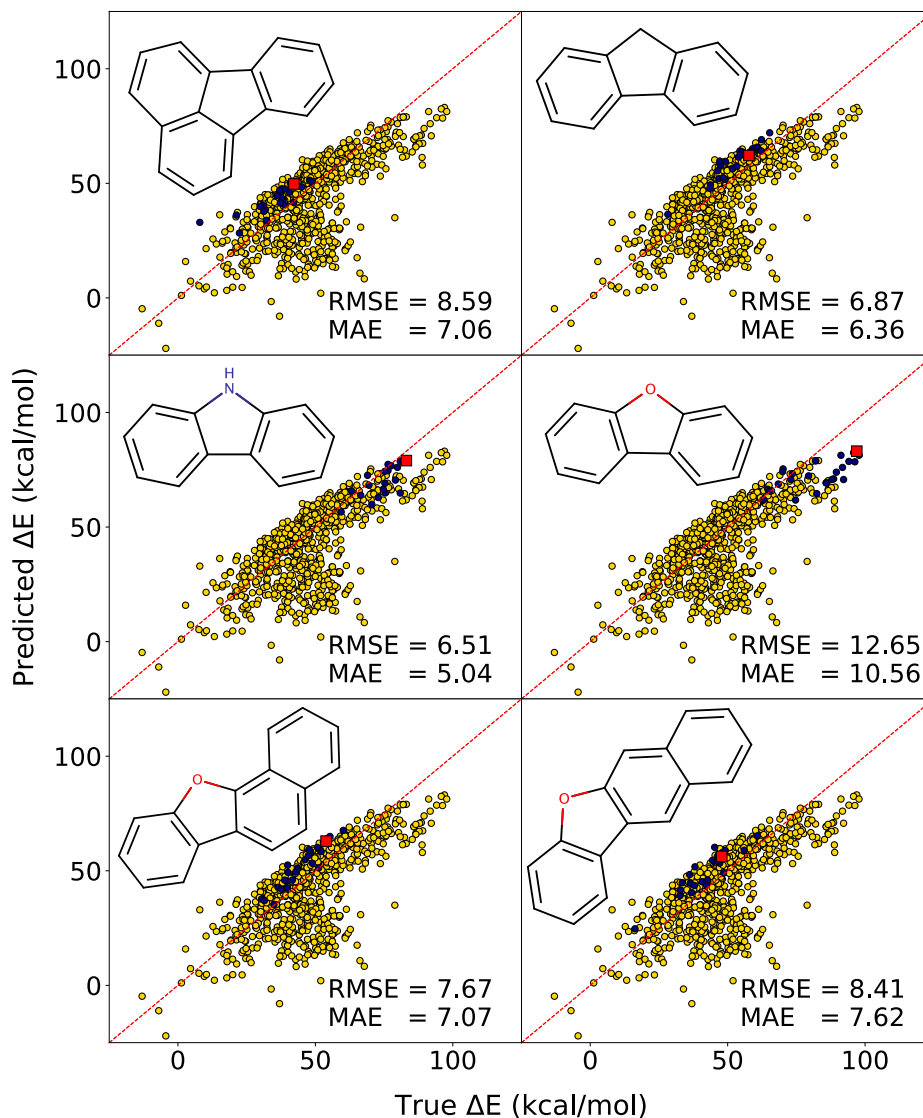 100
50
0
RMSE = 8.59
MAE = 7.06
RMSE = 6.87
MAE = 6.36
H
N
O
100
50
0
RMSE = 6.51
MAE = 5.04
RMSE = 12.65
MAE = 10.56
O
O
100
50
0
RMSE = 7.67
MAE = 7.07
RMSE = 8.41
MAE = 7.62
0 50 100 0 50 100
Predicted ΔE (kcal/mol)
True ΔE (kcal/mol)